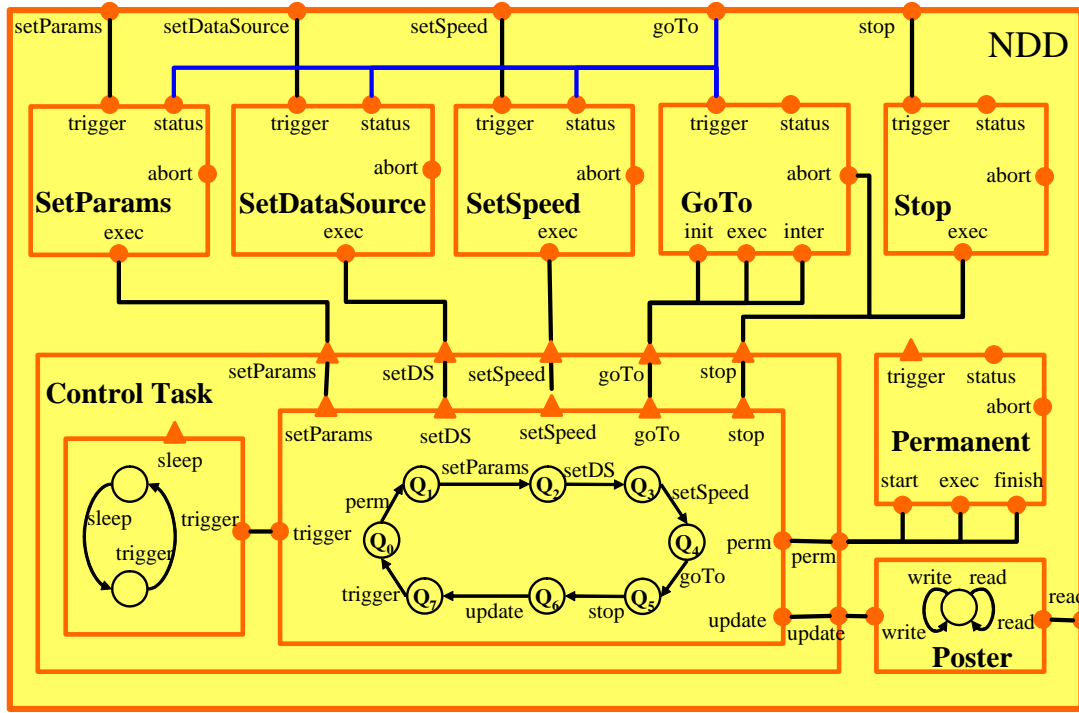 setParams setDataSource setSpeed goTo stop
NDD
trigger status trigger status trigger status trigger status trigger status
abort abort abort abort abort
SetParams SetDataSource SetSpeed GoTo Stop
exec exec exec init exec inter exec
setParams setDS setSpeed goTo stop
trigger status
Control Task
abort
setParams setDS setSpeed goTo stop
Permanent
sleep
start exec finish
Q1 setParams Q2 setDS Q3 setSpeed
perm
sleep trigger trigger
Q0 Q4 perm perm
trigger
trigger Q7 update Q6 stop Q5 goTo
write read
update update write read read
Poster